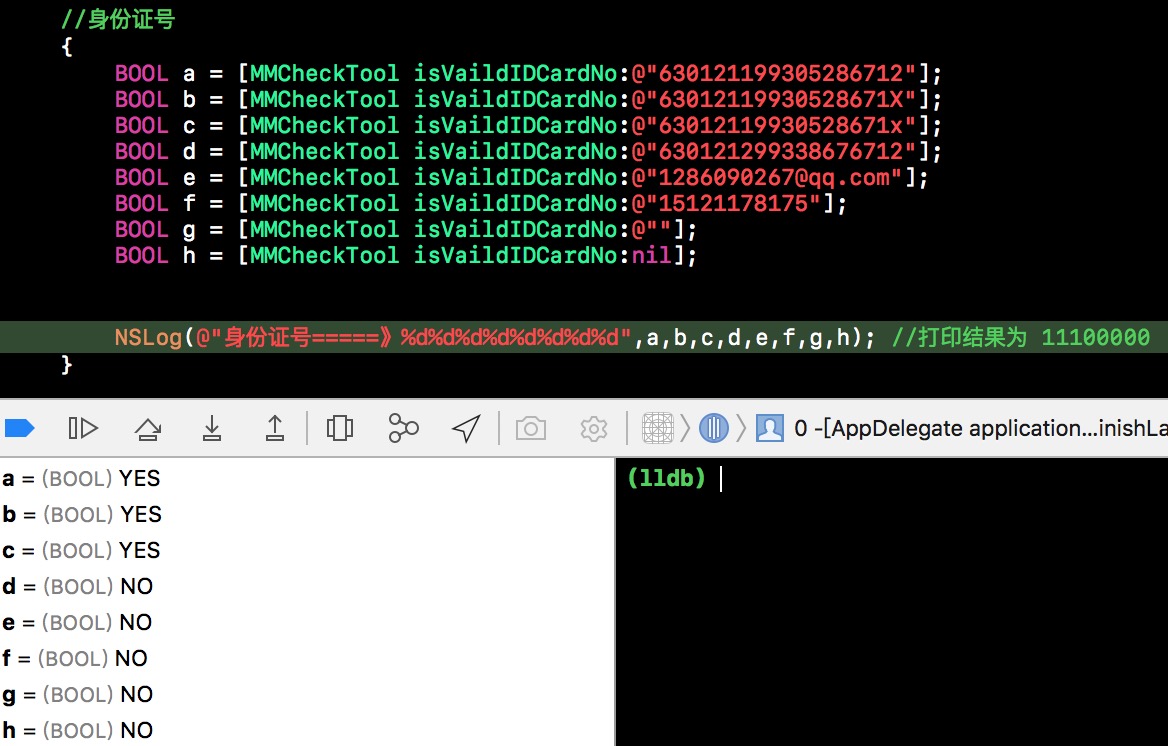 //身份证号
{
BOOL a = [MMCheckTool isVaildIDCardNo:@"630121199305286712"];
BOOL b = [MMCheckTool isVaildIDCardNo:@"63012119930528671X"];
BOOL c = [MMCheckTool isVaildIDCardNo:@"63012119930528671x"];
BOOL d = [MMCheckTool isVaildIDCardNo:@"630121299338676712"];
BOOL e = [MMCheckTool isVaildIDCardNo:@"1286090267@qq.com"];
BOOL f = [MMCheckTool isVaildIDCardNo:@"15121178175"];
BOOL g = [MMCheckTool isVaildIDCardNo:@""];
BOOL h = [MMCheckTool isVaildIDCardNo:nil];
NSLog(@"身份证号=====》%d%d%d%d%d%d%d%d",a,b,c,d,e,f,g,h); //打印结果为 11100000
}
0 -[AppDelegate application...inishLa
a = (BOOL) YES
b = (BOOL) YES
c = (BOOL) YES
d = (BOOL) NO
e = (BOOL) NO
f = (BOOL) NO
g = (BOOL) NO
h = (BOOL) NO
(lldb)